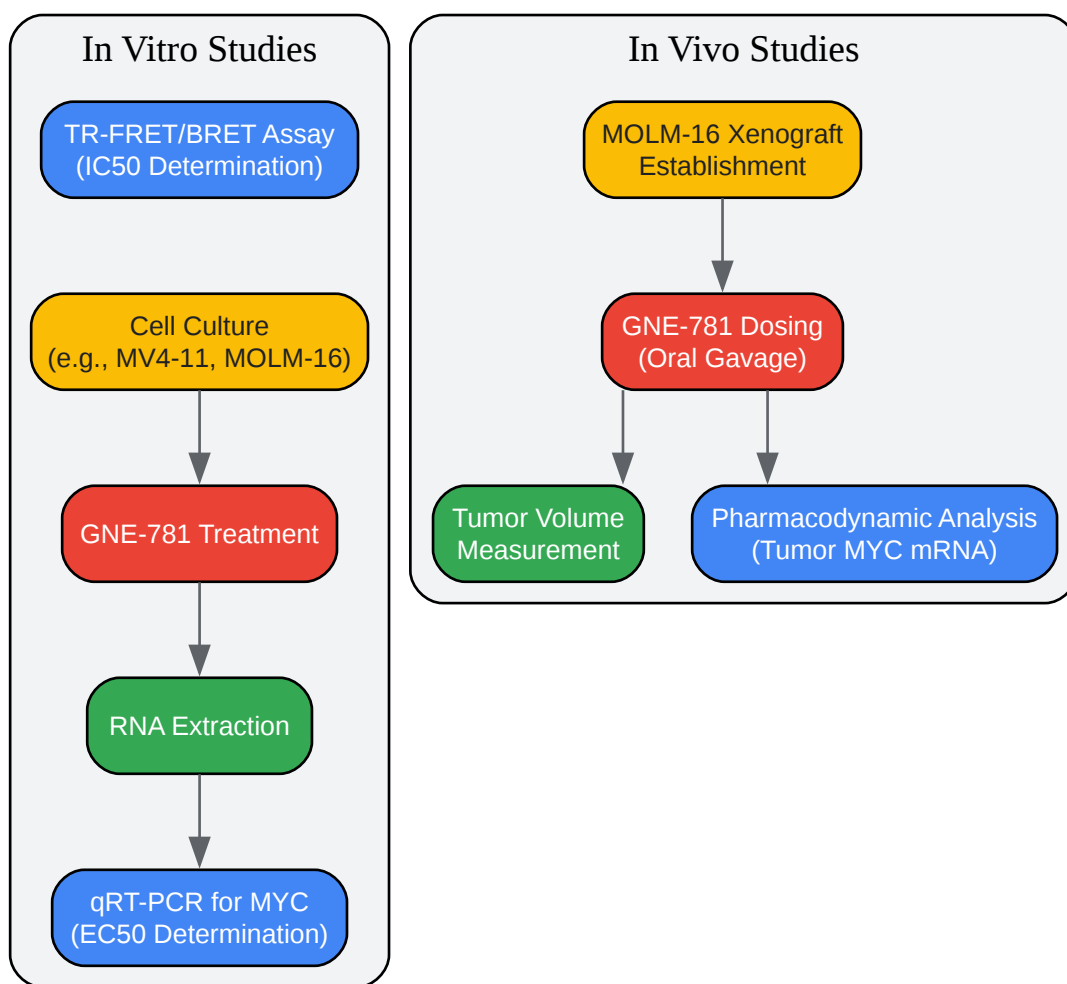 In Vitro Studies
TR-FRET/BRET Assay
(IC50 Determination)
Cell Culture
(e.g., MV4-11, MOLM-16)
GNE-781 Treatment
RNA Extraction
qRT-PCR for MYC
(EC50 Determination)
In Vivo Studies
MOLM-16 Xenograft
Establishment
GNE-781 Dosing
(Oral Gavage)
Tumor Volume
Measurement
Pharmacodynamic Analysis
(Tumor MYC mRNA)